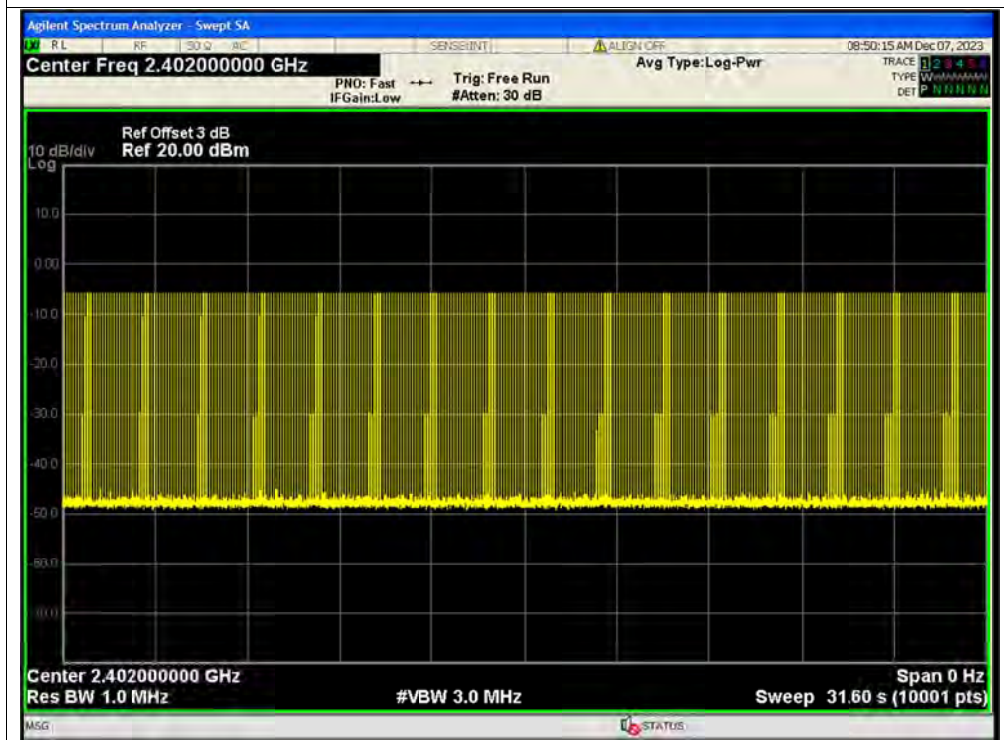 Agilent Spectrum Analyzer - Swept SA
RL RF 50 Ω AC SENSE:INT ALIGN OFF 08:50:15 AM Dec 07, 2023
Center Freq 2.402000000 GHz Avg Type:Log-Pwr TRACE 1 2 3 4 5 6
PNO: Fast Trig: Free Run TYPE W
IFGain:Low #Atten: 30 dB DET P N N N N N
Ref Offset 3 dB
10 dB/div Ref 20.00 dBm
Log
10.0
0.00
-10.0
-20.0
-30.0
-40.0
-50.0
-60.0
Center 2.402000000 GHz Span 0 Hz
Res BW 1.0 MHz #VBW 3.0 MHz Sweep 31.60 s (10001 pts)
MSG STATUS